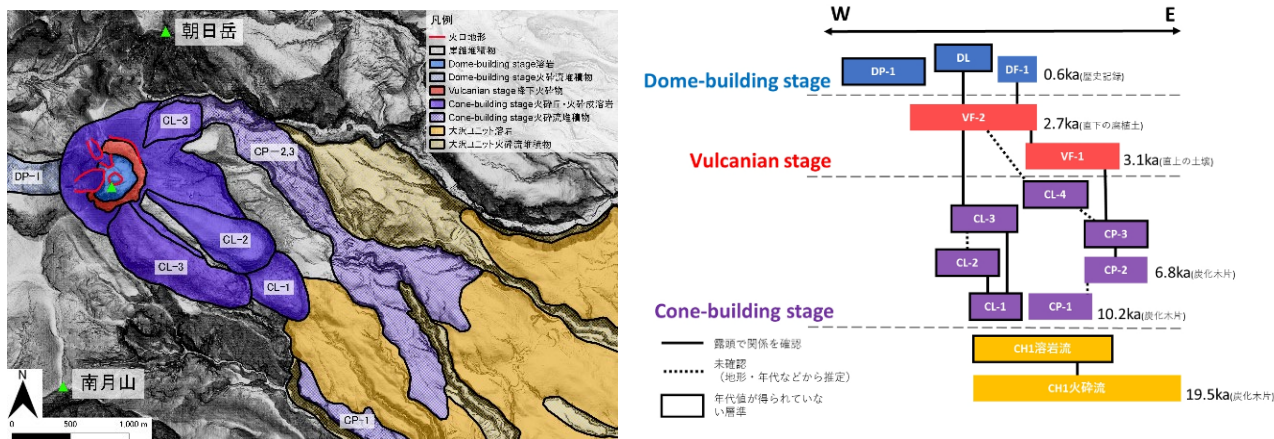 朝日岳
凡例
火口地形
崖錐堆積物
Dome-building stage溶岩
Dome-building stage火砕流堆積物
Vulcanian stage降下火砕物
Cone-building stage火砕丘・火砕成溶岩
Cone-building stage火砕流堆積物
大沢ユニット溶岩
大沢ユニット火砕流堆積物
CL-3
CP-2,3
DP-1
CL-2
CL-3
CL-1
CP-1
N
南月山
0 500 1,000 m
W E
DP-1 DL DF-1
Dome-building stage
0.6ka(歴史記録)
VF-2
2.7ka(直下の腐植土)
Vulcanian stage
VF-1
3.1ka(直上の土壌)
CL-4
CL-3
CP-3
CL-2
CP-2
6.8ka(炭化木片)
CL-1 CP-1
Cone-building stage
10.2ka(炭化木片)
CH1溶岩流
CH1火砕流
19.5ka(炭化木片)
露頭で関係を確認
未確認
(地形・年代などから推定)
年代値が得られていな
い層準